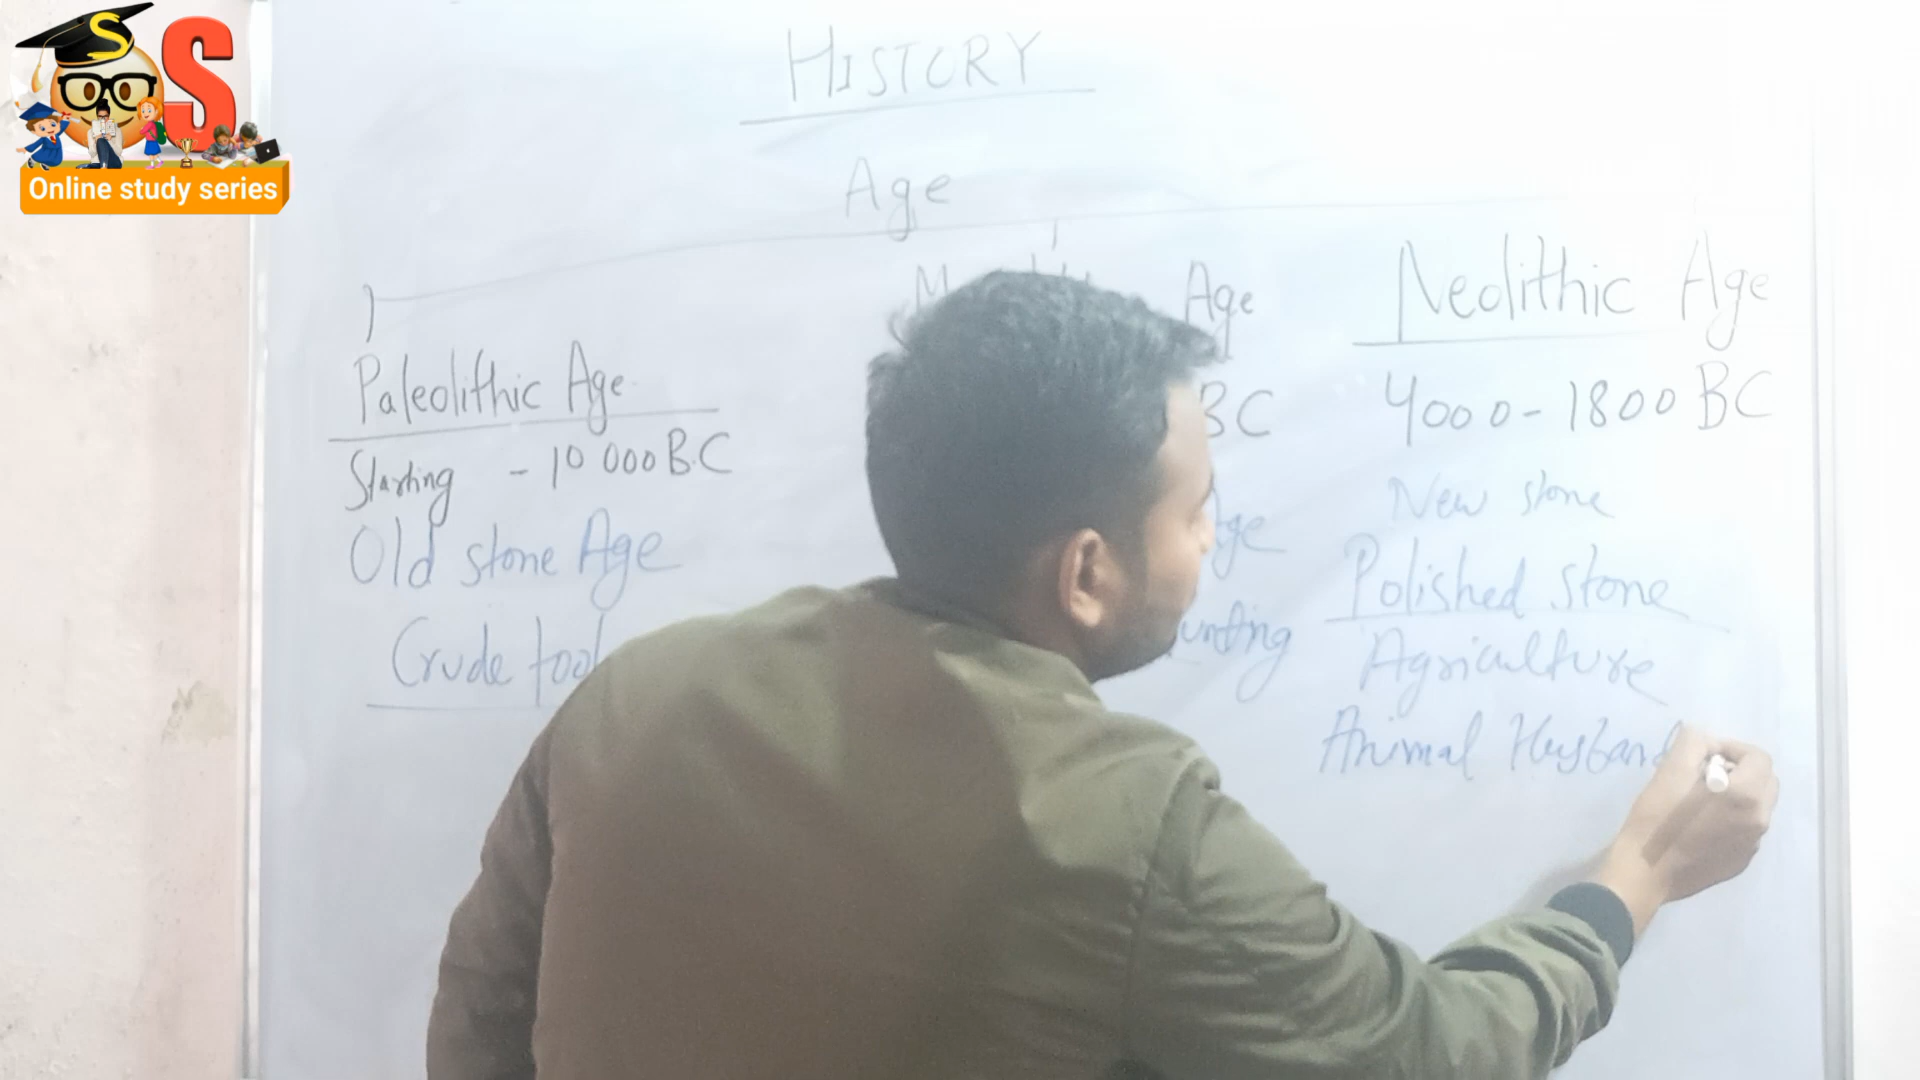 S
S
Online study series
HISTORY
Age
Paleolithic Age
Starting - 10 000 B.C
Old stone Age
Crude tool
Age
BC
Age
unting
Neolithic Age
4000-1800 BC
New stone
Polished stone
Agriculture
Animal Husband